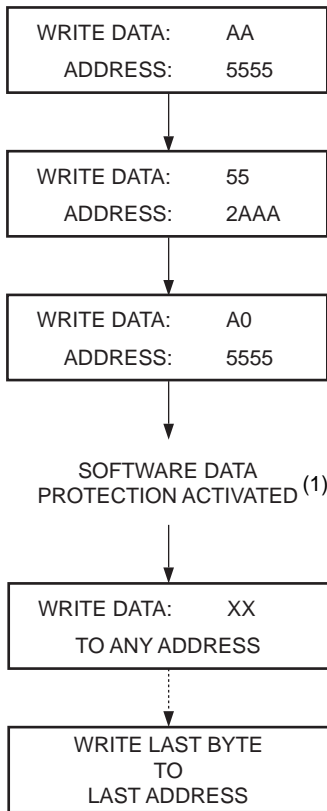 WRITE DATA: AA
ADDRESS: 5555
WRITE DATA: 55
ADDRESS: 2AAA
WRITE DATA: A0
ADDRESS: 5555
SOFTWARE DATA
PROTECTION ACTIVATED (1)
WRITE DATA: XX
TO ANY ADDRESS
WRITE LAST BYTE
TO
LAST ADDRESS